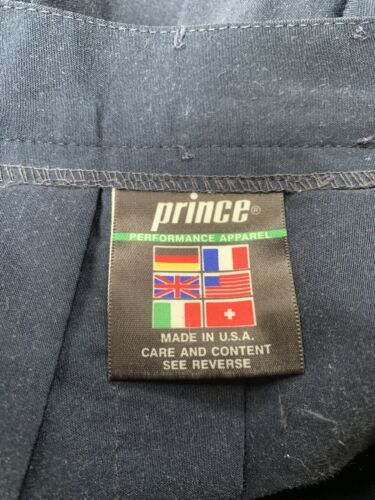 prince®
PERFORMANCE APPAREL
MADE IN U.S.A.
CARE AND CONTENT
SEE REVERSE